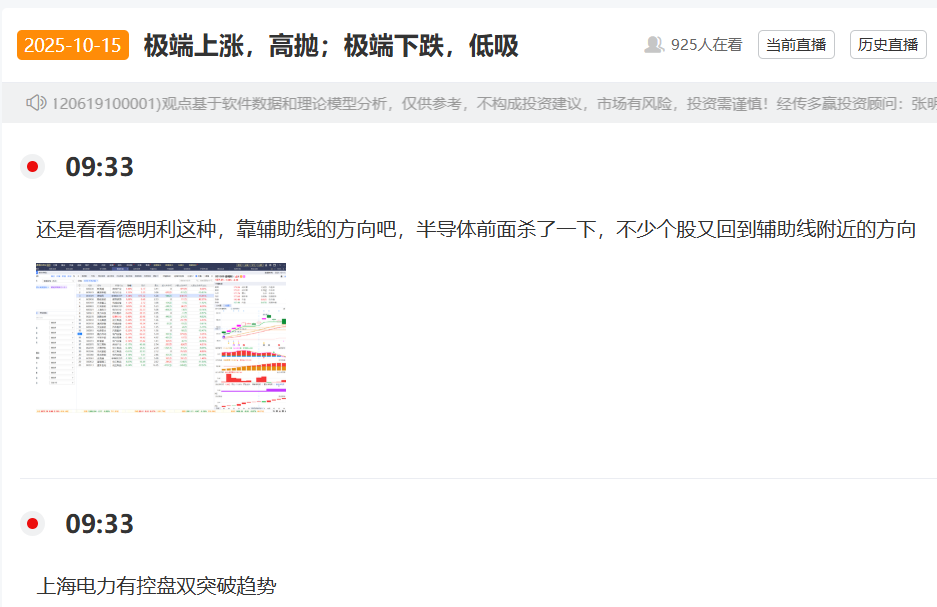 2025-10-15 极端上涨，高抛；极端下跌，低吸 925人在看 当前直播 历史直播
120619100001)观点基于软件数据和理论模型分析，仅供参考，不构成投资建议，市场有风险，投资需谨慎！经传多赢投资顾问：张明
09:33
还是看看德明利这种，靠辅助线的方向吧，半导体前面杀了一下，不少个股又回到辅助线附近的方向
09:33
上海电力有控盘双突破趋势